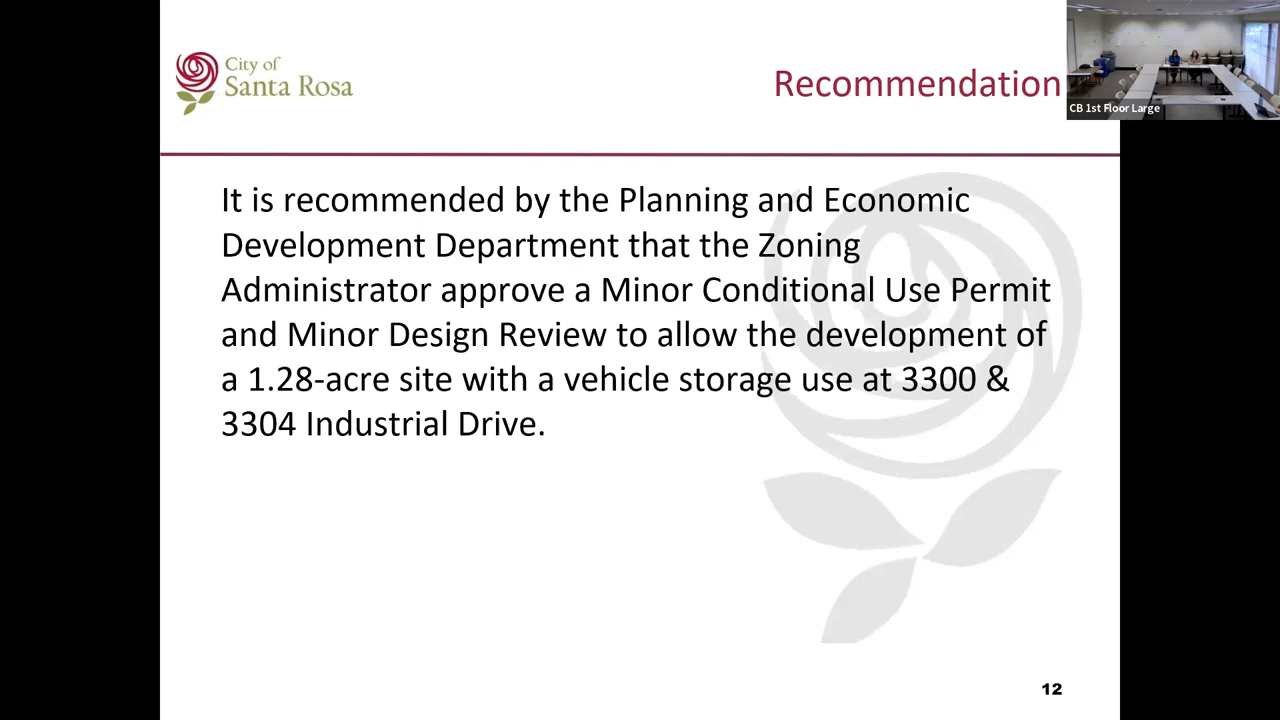 City of
Santa Rosa
Recommendation
CB 1st Floor Large
It is recommended by the Planning and Economic
Development Department that the Zoning
Administrator approve a Minor Conditional Use Permit
and Minor Design Review to allow the development of
a 1.28-acre site with a vehicle storage use at 3300 &
3304 Industrial Drive.
12